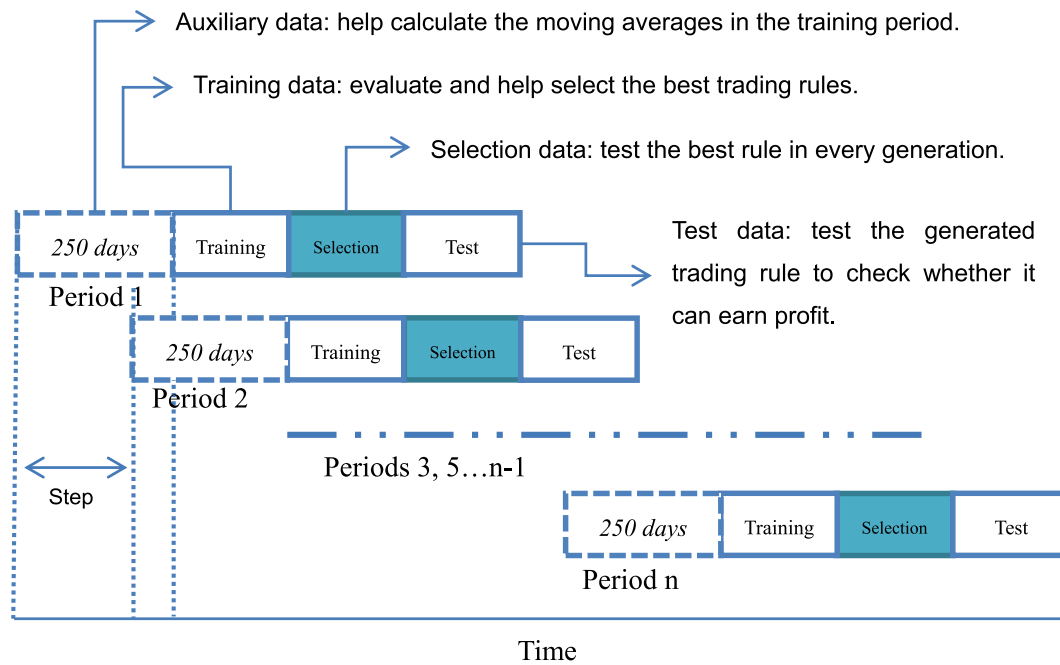 Auxiliary data: help calculate the moving averages in the training period.
Training data: evaluate and help select the best trading rules.
Selection data: test the best rule in every generation.
250 days
Training
Selection
Test
Test data: test the generated
trading rule to check whether it
can earn profit.
Period 1
250 days
Training
Selection
Test
Period 2
Periods 3, 5…n-1
Step
250 days
Training
Selection
Test
Period n
Time